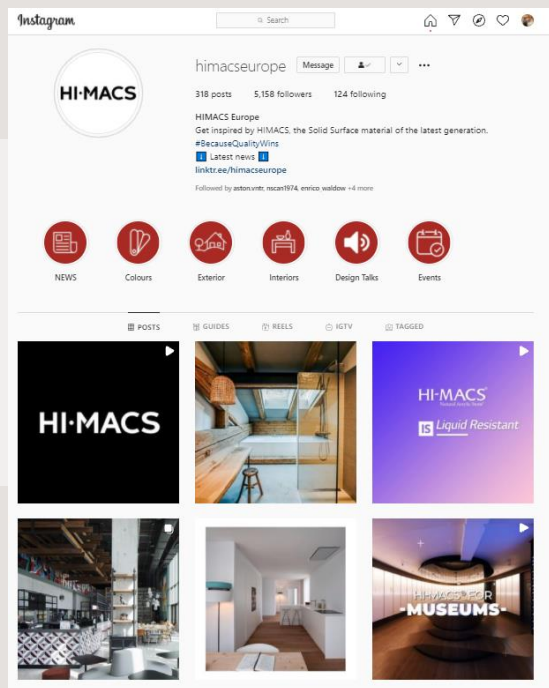 Instagram
Search
himacseurope Message
318 posts 5,158 followers 124 following
HIMACS Europe
Get inspired by HIMACS, the Solid Surface material of the latest generation.
#BecauseQualityWins
Latest news
linktr.ee/himacseurope
Followed by aston.vntr, nscan1974, enrico_waldow +4 more
HI·MACS
NEWS Colours Exterior Interiors Design Talks Events
POSTS GUIDES REELS IGTV TAGGED
HI·MACS
HI·MACS®
IS Liquid Resistant
HI-MACS® FOR
-MUSEUMS-